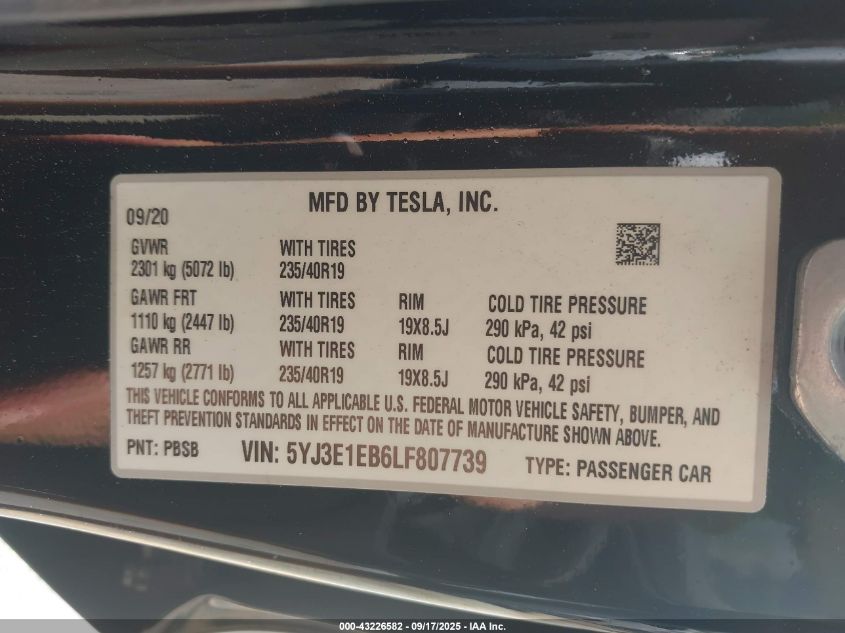 MFD BY TESLA, INC.
09/20
GVWR WITH TIRES
2301 kg (5072 lb) 235/40R19
GAWR FRT WITH TIRES RIM COLD TIRE PRESSURE
1110 kg (2447 lb) 235/40R19 19X8.5J 290 kPa, 42 psi
GAWR RR WITH TIRES RIM COLD TIRE PRESSURE
1257 kg (2771 lb) 235/40R19 19X8.5J 290 kPa, 42 psi
THIS VEHICLE CONFORMS TO ALL APPLICABLE U.S. FEDERAL MOTOR VEHICLE SAFETY, BUMPER, AND
THEFT PREVENTION STANDARDS IN EFFECT ON THE DATE OF MANUFACTURE SHOWN ABOVE.
PNT: PBSB VIN: 5YJ3E1EB6LF807739 TYPE: PASSENGER CAR
000-43226582 - 09/17/2025 - IAA Inc.